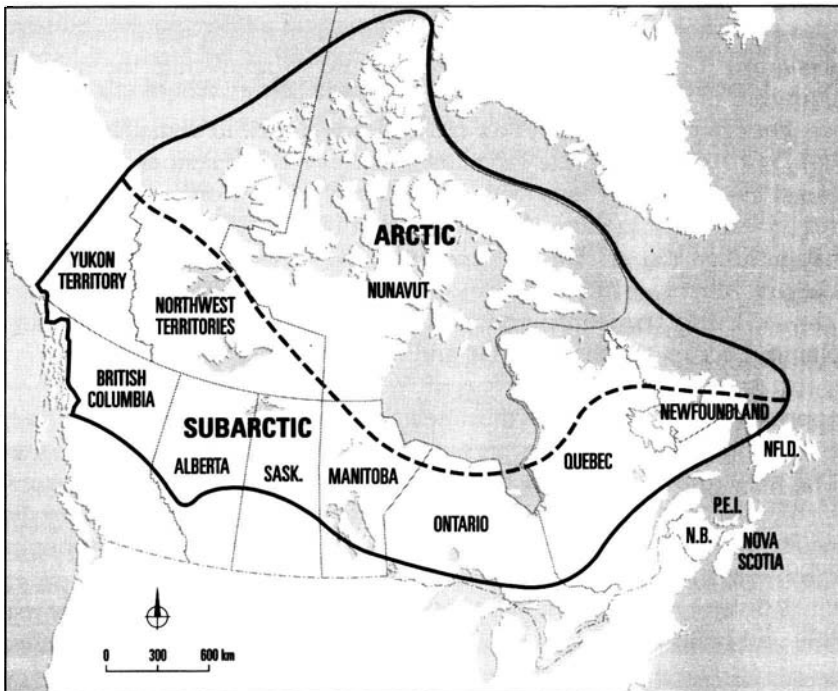 ARCTIC
NUNAVUT
YUKON
TERRITORY
NORTHWEST
TERRITORIES
BRITISH
COLUMBIA
SUBARCTIC
ALBERTA
SASK.
MANITOBA
ONTARIO
QUEBEC
NEWFOUNDLAND
NFLD.
P.E.I.
N.B.
NOVA
SCOTIA
0 300 600 km